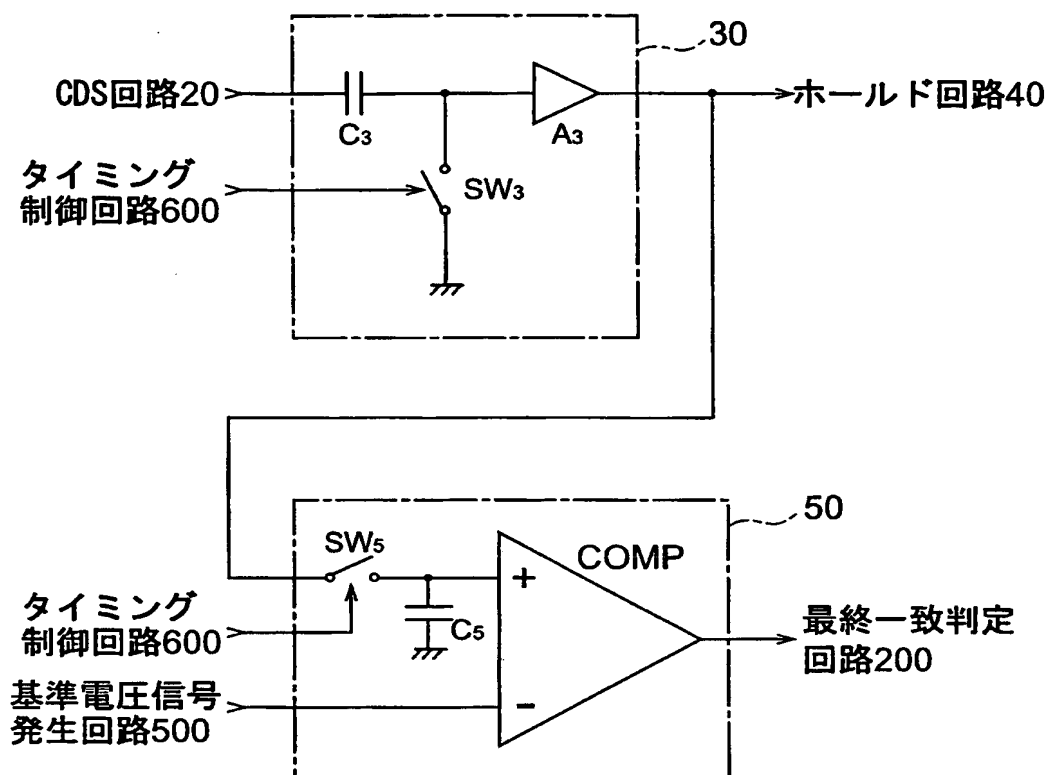 30
CDS回路20
C3
A3
ホールド回路40
タイミング
制御回路600
SW3
50
SW5
COMP
+
タイミング
制御回路600
C5
最終一致判定
回路200
基準電圧信号
発生回路500
-